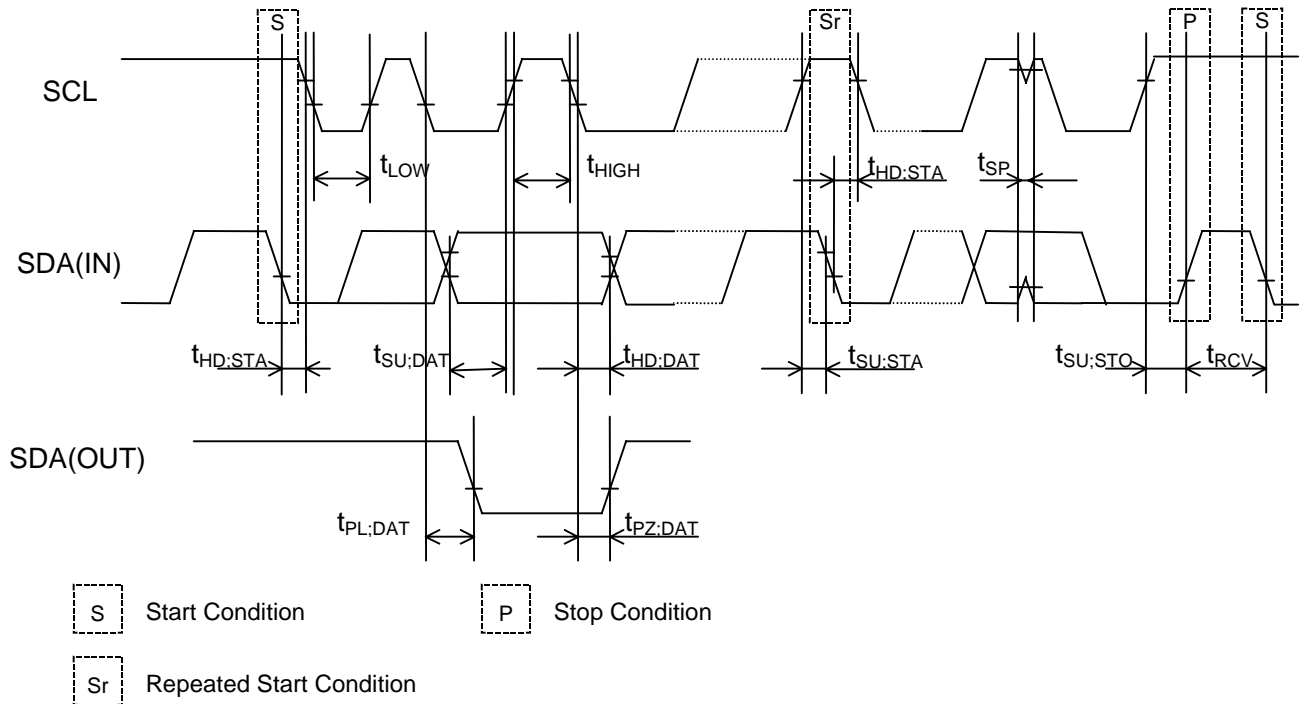 S Sr P S
SCL
tLOW tHIGH tHD:STA tSP
SDA(IN)
tHD:STA tSU;DAT tHD:DAT tSU:STA tSU;STO tRCV
SDA(OUT)
tPL;DAT tPZ;DAT
S Start Condition P Stop Condition
Sr Repeated Start Condition